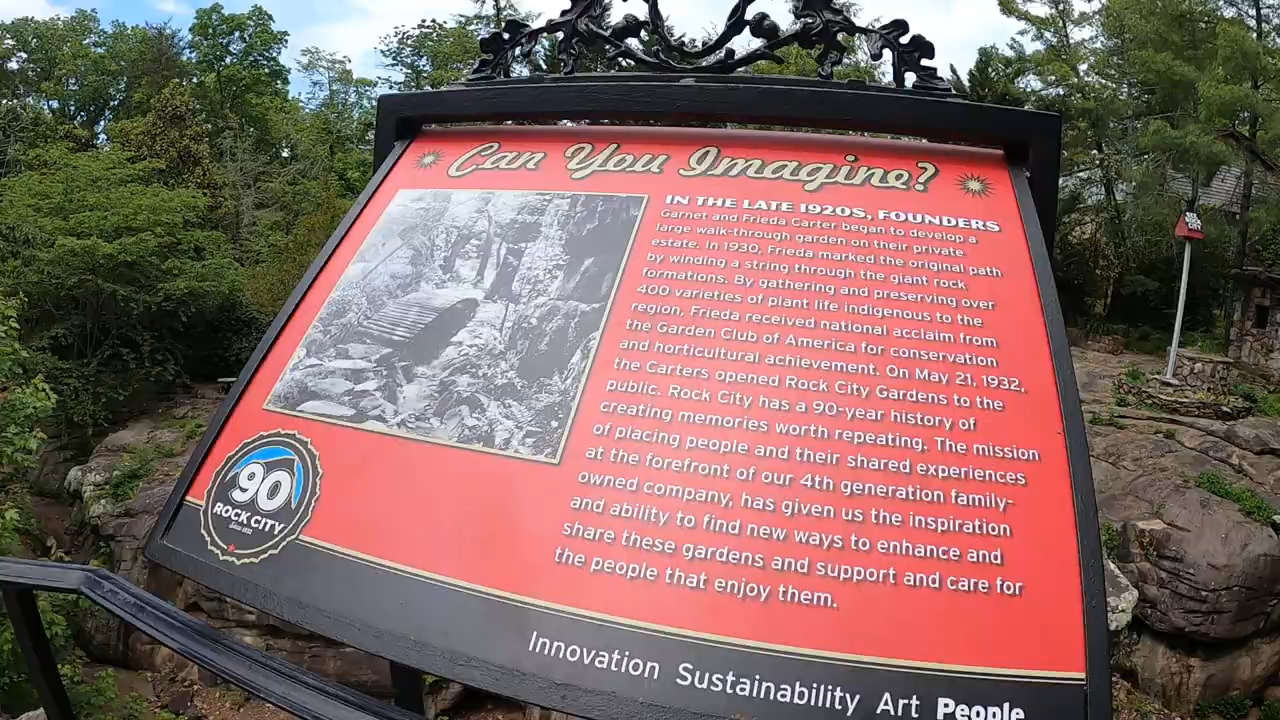 Can You Imagine?
IN THE LATE 1920S, FOUNDERS
Garnet and Frieda Carter began to develop a
large walk-through garden on their private
estate. In 1930, Frieda marked the original path
by winding a string through the giant rock
formations. By gathering and preserving over
400 varieties of plant life indigenous to the
region, Frieda received national acclaim from
the Garden Club of America for conservation
and horticultural achievement. On May 21, 1932,
the Carters opened Rock City Gardens to the
public. Rock City has a 90-year history of
creating memories worth repeating. The mission
of placing people and their shared experiences
at the forefront of our 4th generation family-
owned company, has given us the inspiration
and ability to find new ways to enhance and
share these gardens and support and care for
the people that enjoy them.
90
ROCK CITY
Since 1932
Innovation Sustainability Art People
SEE
ROCK
CITY